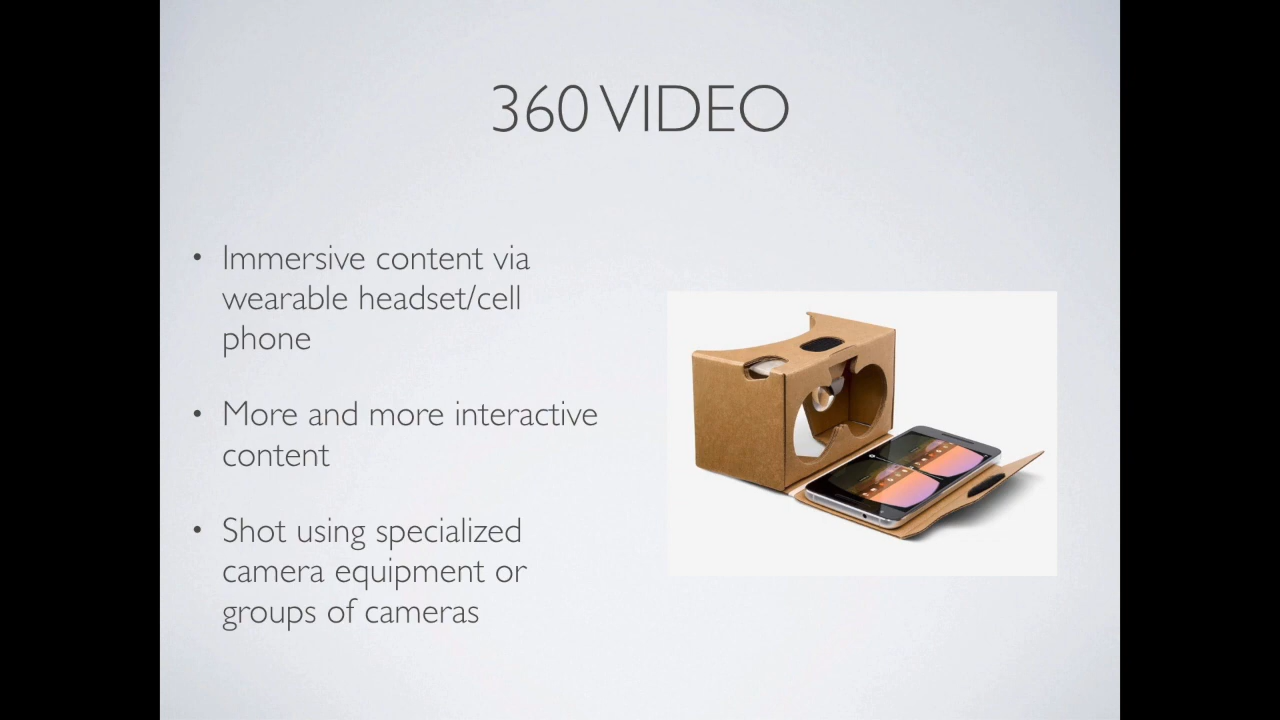 360 VIDEO
• Immersive content via
wearable headset/cell
phone
• More and more interactive
content
• Shot using specialized
camera equipment or
groups of cameras